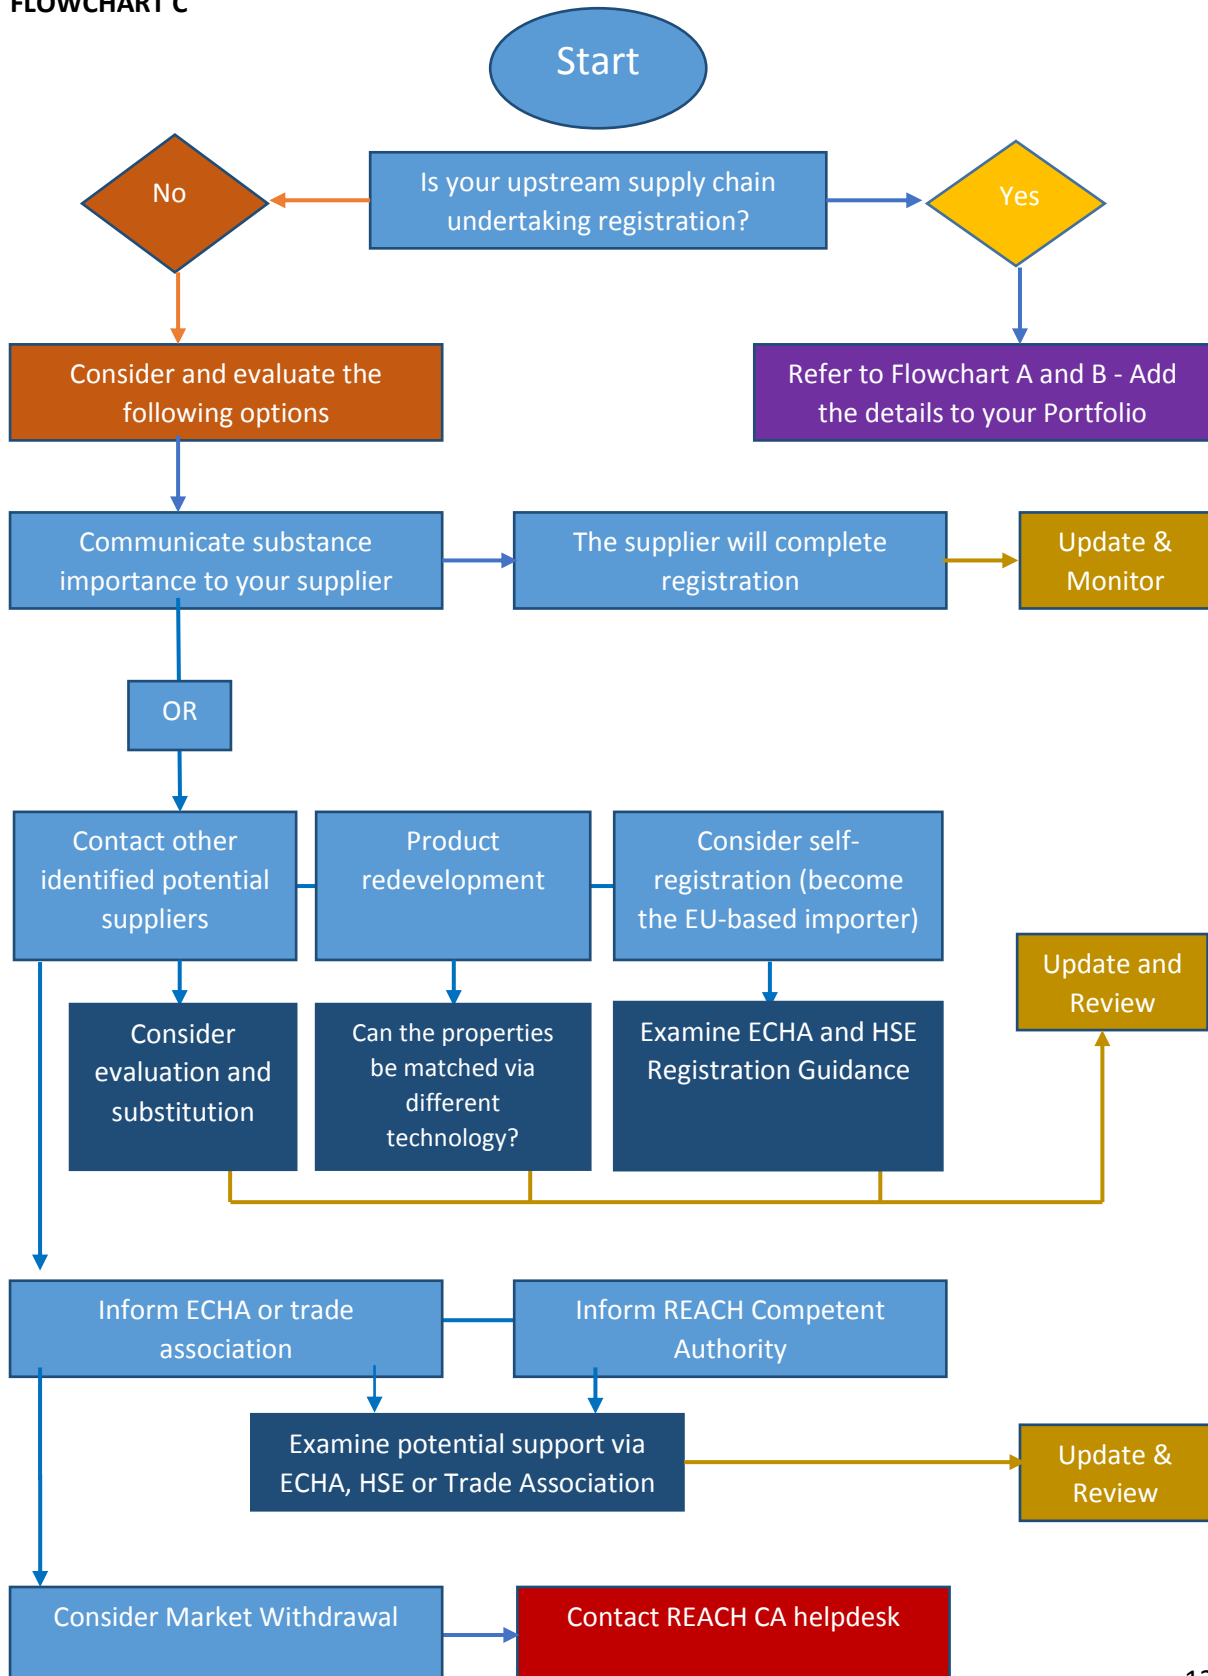 FLOWCHART C
Start
No
Is your upstream supply chain
undertaking registration?
Yes
Consider and evaluate the
following options
Refer to Flowchart A and B - Add
the details to your Portfolio
Communicate substance
importance to your supplier
The supplier will complete
registration
Update &
Monitor
OR
Contact other
identified potential
suppliers
Product
redevelopment
Consider self-
registration (become
the EU-based importer)
Update and
Review
Consider
evaluation and
substitution
Can the properties
be matched via
different
technology?
Examine ECHA and HSE
Registration Guidance
Inform ECHA or trade
association
Inform REACH Competent
Authority
Examine potential support via
ECHA, HSE or Trade Association
Update &
Review
Consider Market Withdrawal
Contact REACH CA helpdesk